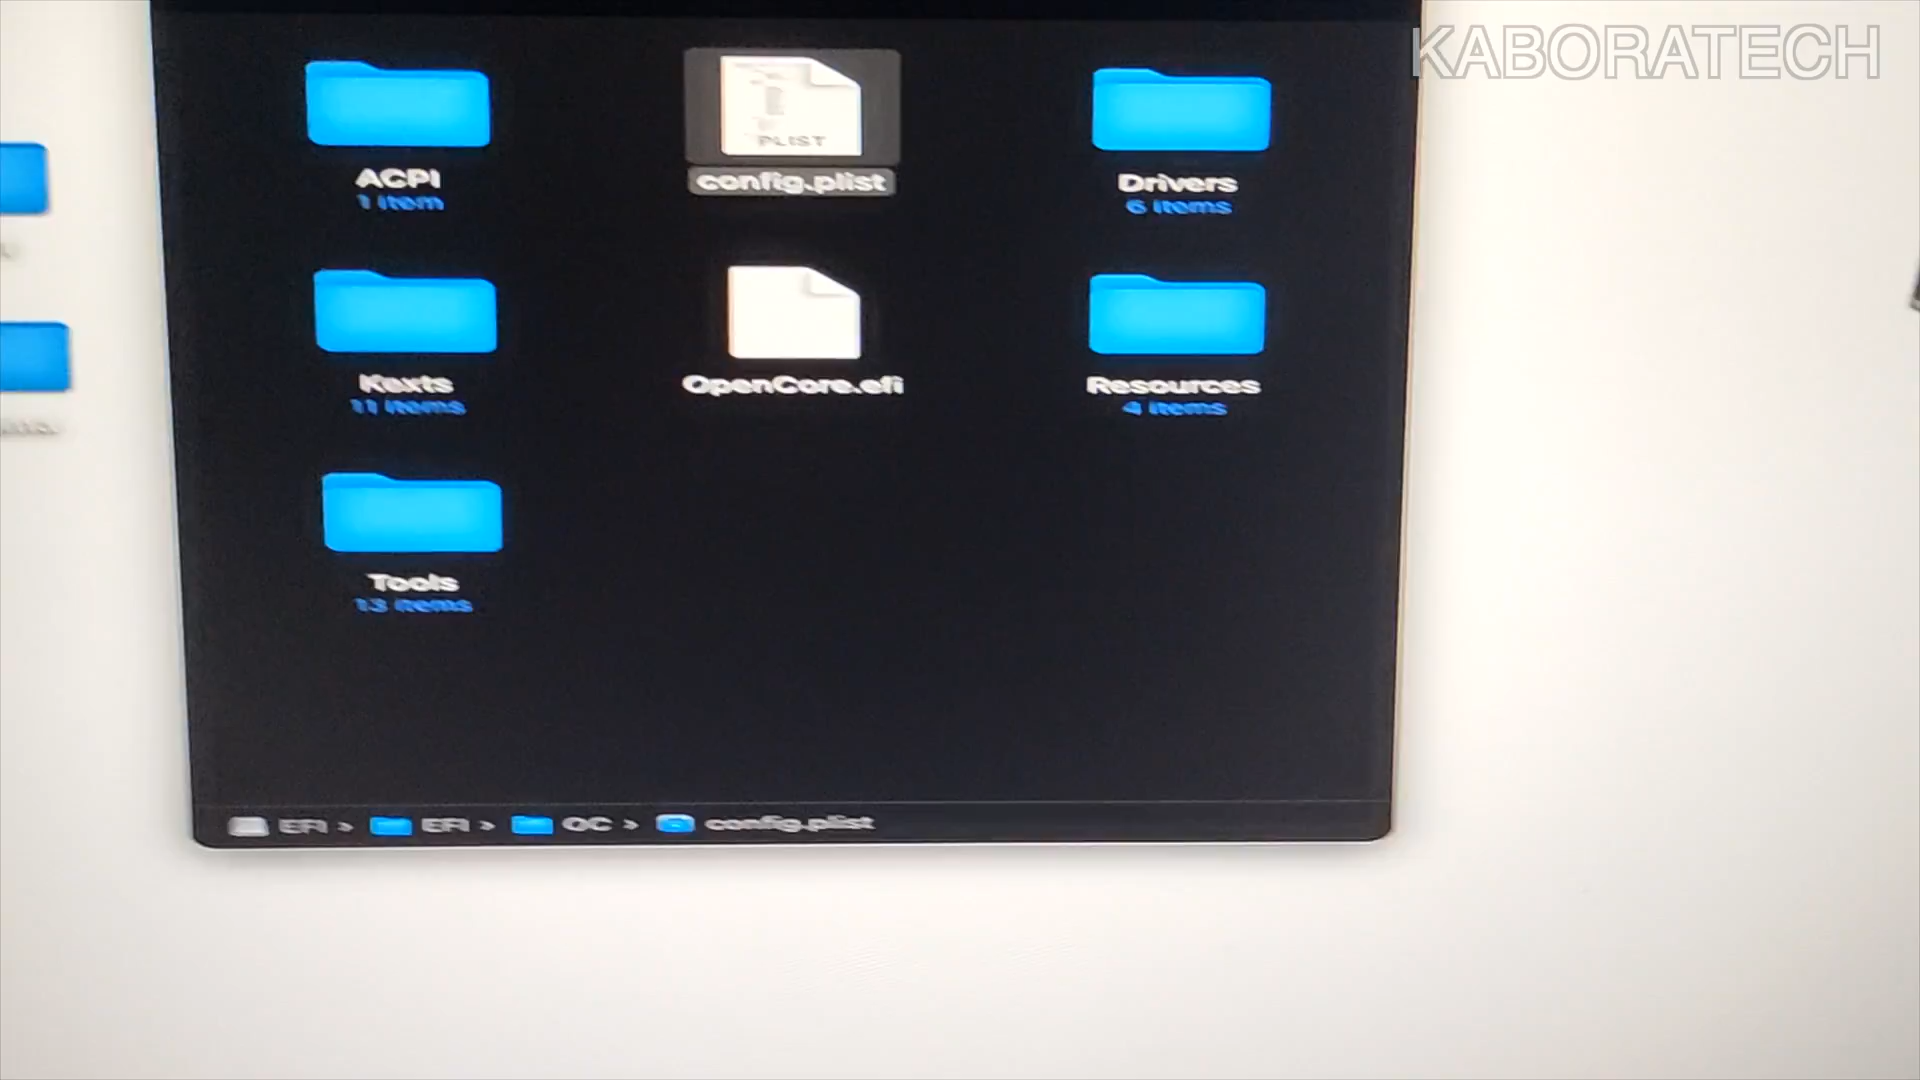 KABORATECH
PLIST
ACPI
1 item
config.plist
Drivers
6 items
Kexts
11 items
OpenCore.efi
Resources
4 items
Tools
13 items
EFI > EFI > OC > config.plist